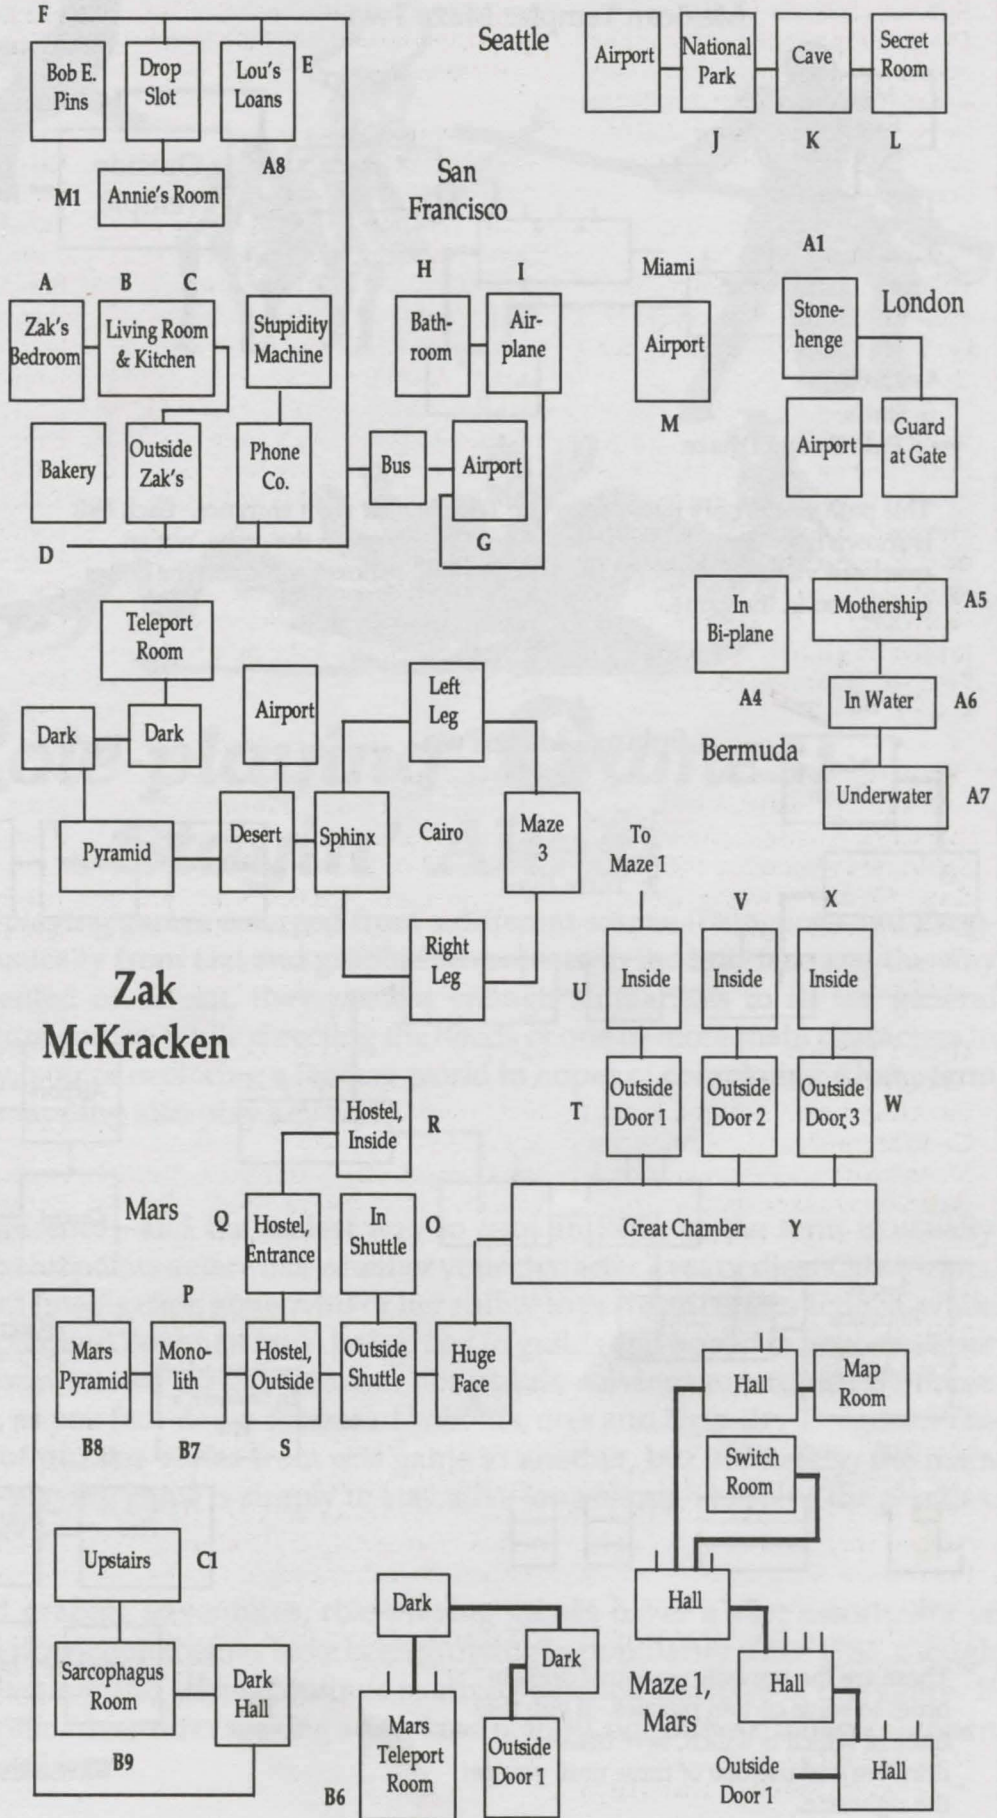 F
Bob E.
Pins
Drop
Slot
Lou's
Loans
E
A8
M1
Annie's Room
Seattle
Airport
National
Park
Cave
Secret
Room
J
K
L
San
Francisco
A
B
C
Zak's
Bedroom
Living Room
& Kitchen
Stupidity
Machine
Bakery
Outside
Zak's
Phone
Co.
D
H
I
Bath-
room
Air-
plane
Bus
Airport
G
Miami
Airport
M
A1
Stone-
henge
London
Airport
Guard
at Gate
Teleport
Room
Dark
Dark
Airport
Pyramid
Desert
Sphinx
Left
Leg
Cairo
Maze
3
Right
Leg
In
Bi-plane
Mothership
A5
A4
In Water
A6
Bermuda
Underwater
A7
Zak
McKracken
To
Maze 1
V
X
U
Inside
Inside
Inside
T
Outside
Door 1
Outside
Door 2
Outside
Door 3
W
Great Chamber
Y
Mars
Hostel,
Inside
R
Q
Hostel,
Entrance
In
Shuttle
O
P
Mars
Pyramid
Mono-
lith
Hostel,
Outside
Outside
Shuttle
Huge
Face
B8
B7
S
Upstairs
C1
Sarcophagus
Room
Dark
Hall
B9
Dark
Dark
Mars
Teleport
Room
Outside
Door 1
B6
Hall
Map
Room
Switch
Room
Hall
Maze 1,
Mars
Hall
Outside
Door 1
Hall